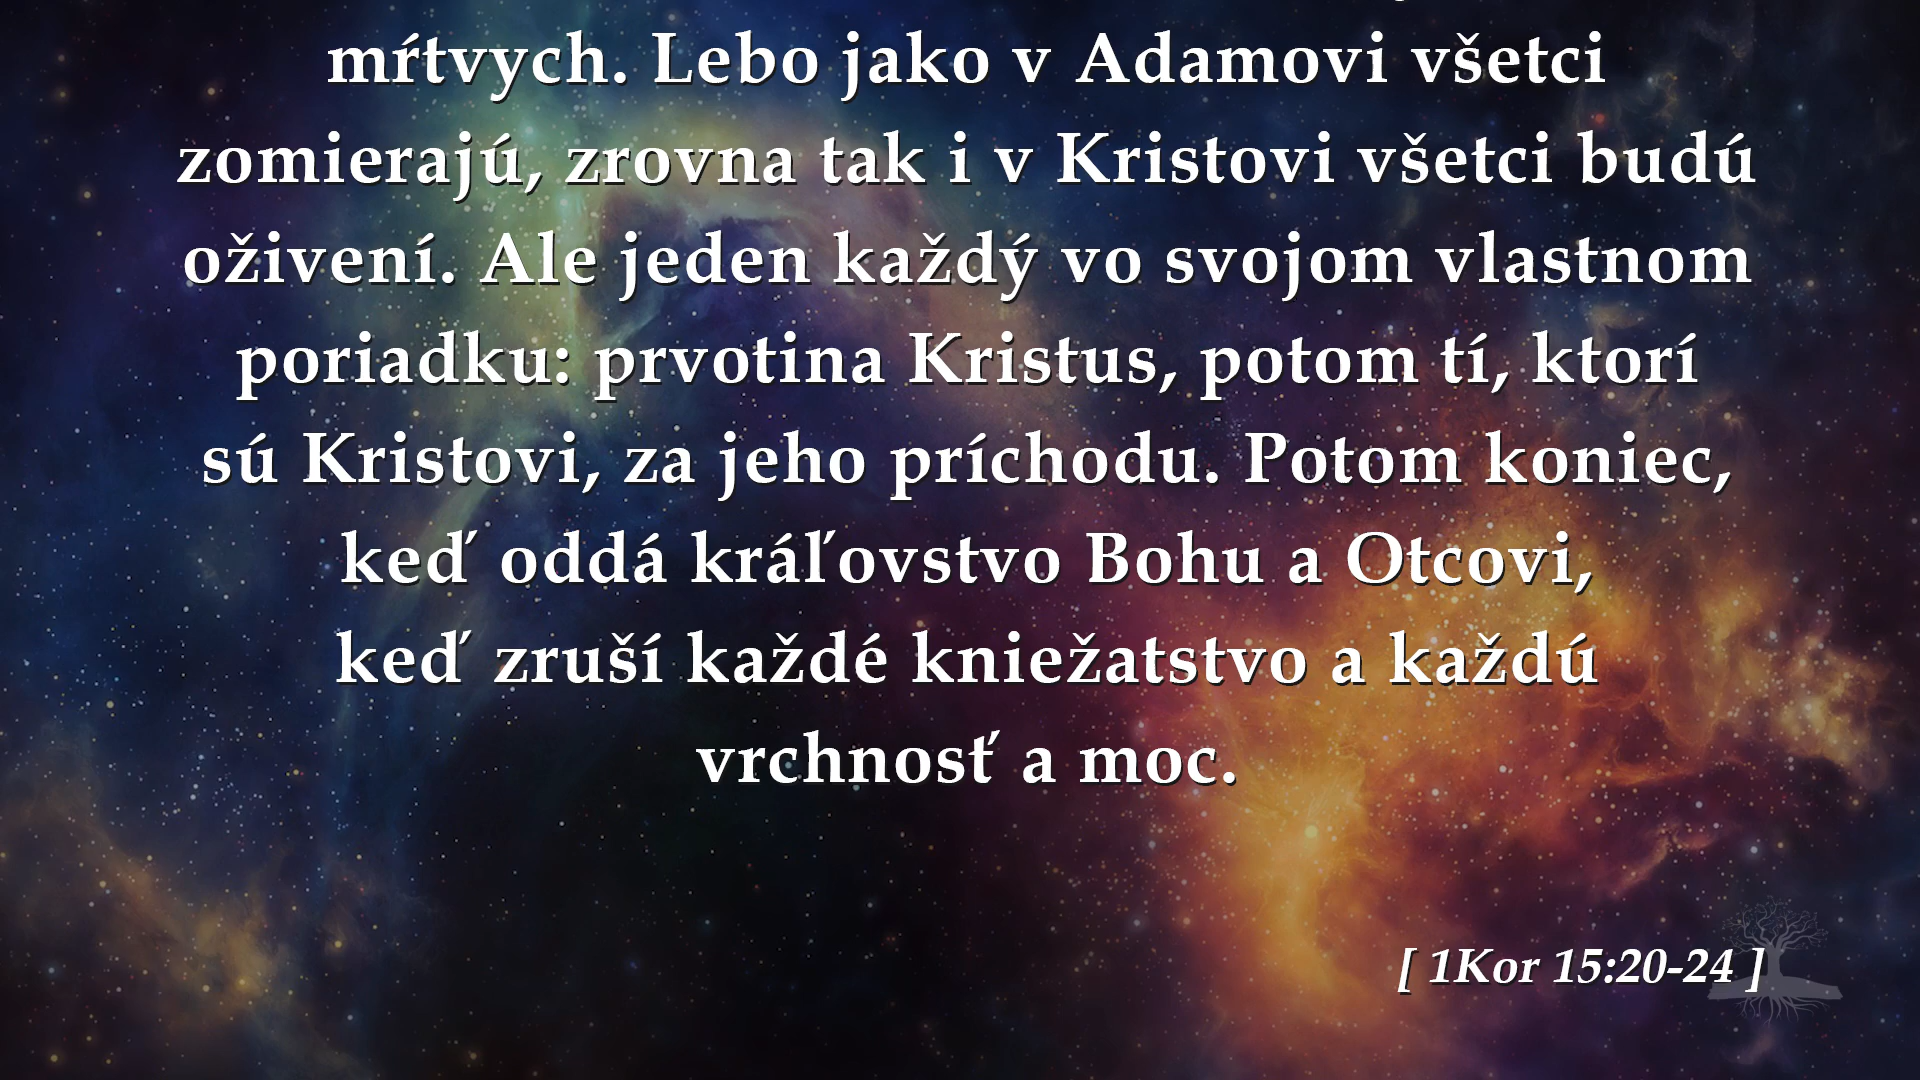 mŕtvych. Lebo jako v Adamovi všetci
zomierajú, zrovna tak i v Kristovi všetci budú
oživení. Ale jeden každý vo svojom vlastnom
poriadku: prvotina Kristus, potom tí, ktorí
sú Kristovi, za jeho príchodu. Potom koniec,
keď oddá kráľovstvo Bohu a Otcovi,
keď zruší každé kniežatstvo a každú
vrchnosť a moc.
[ 1Kor 15:20-24 ]